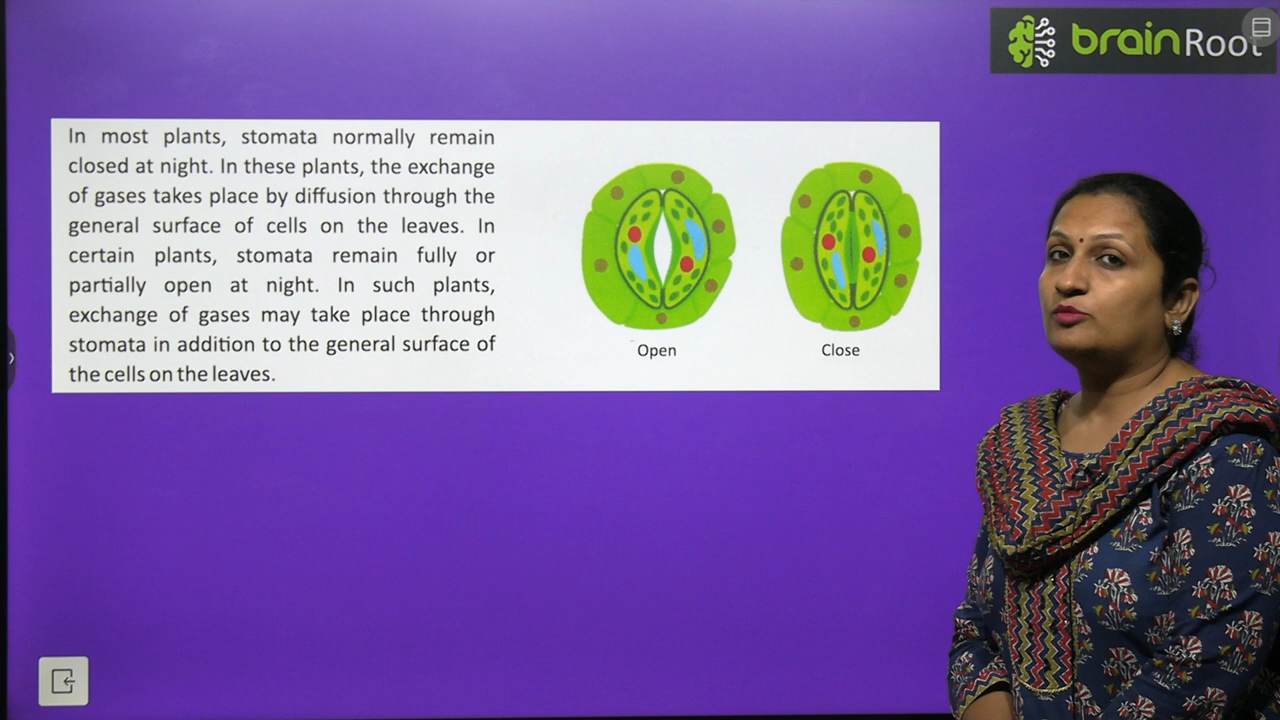 brainRoot
In most plants, stomata normally remain
closed at night. In these plants, the exchange
of gases takes place by diffusion through the
general surface of cells on the leaves. In
certain plants, stomata remain fully or
partially open at night. In such plants,
exchange of gases may take place through
stomata in addition to the general surface of
the cells on the leaves.
Open
Close